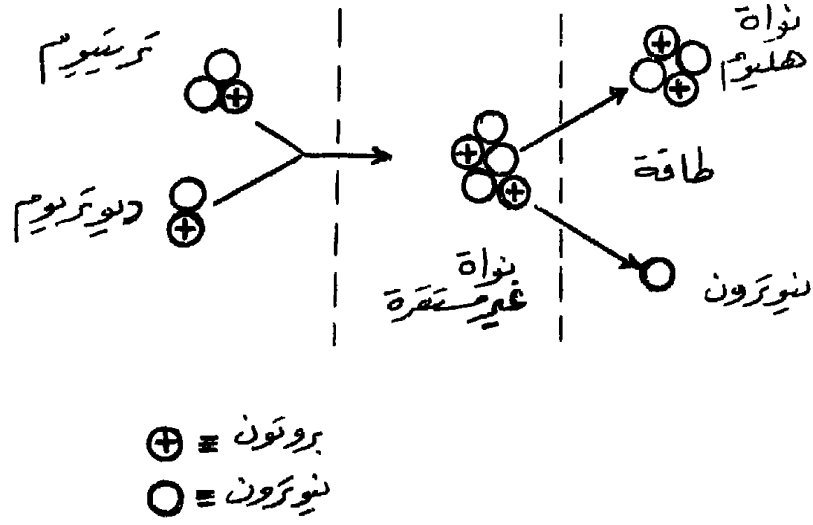 تريتيوم
ديوتريوم
نواة
غير مستقرة
نواة
هليوم
طاقة
نيوترون
+ ≡ بروتون
≡ نيوترون